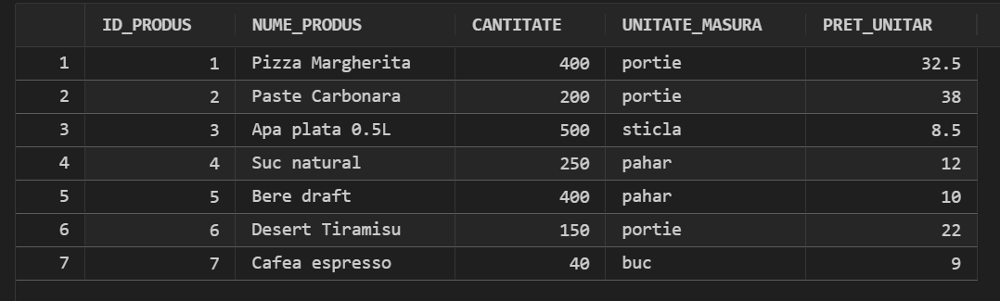 ID_PRODUS NUME_PRODUS CANTITATE UNITATE_MASURA PRET_UNITAR
1 1 Pizza Margherita 400 portie 32.5
2 2 Paste Carbonara 200 portie 38
3 3 Apa plata 0.5L 500 sticla 8.5
4 4 Suc natural 250 pahar 12
5 5 Bere draft 400 pahar 10
6 6 Desert Tiramisu 150 portie 22
7 7 Cafea espresso 40 buc 9